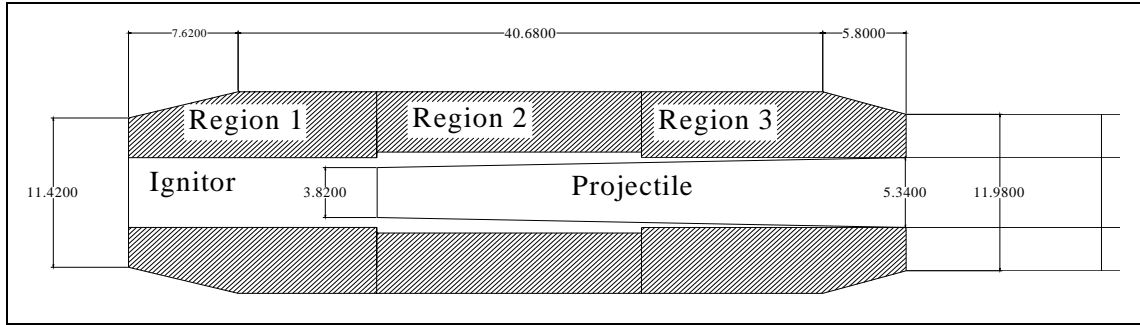 7.6200
40.6800
5.8000
Region 1
Region 2
Region 3
Ignitor
Projectile
11.4200
3.8200
5.3400
11.9800